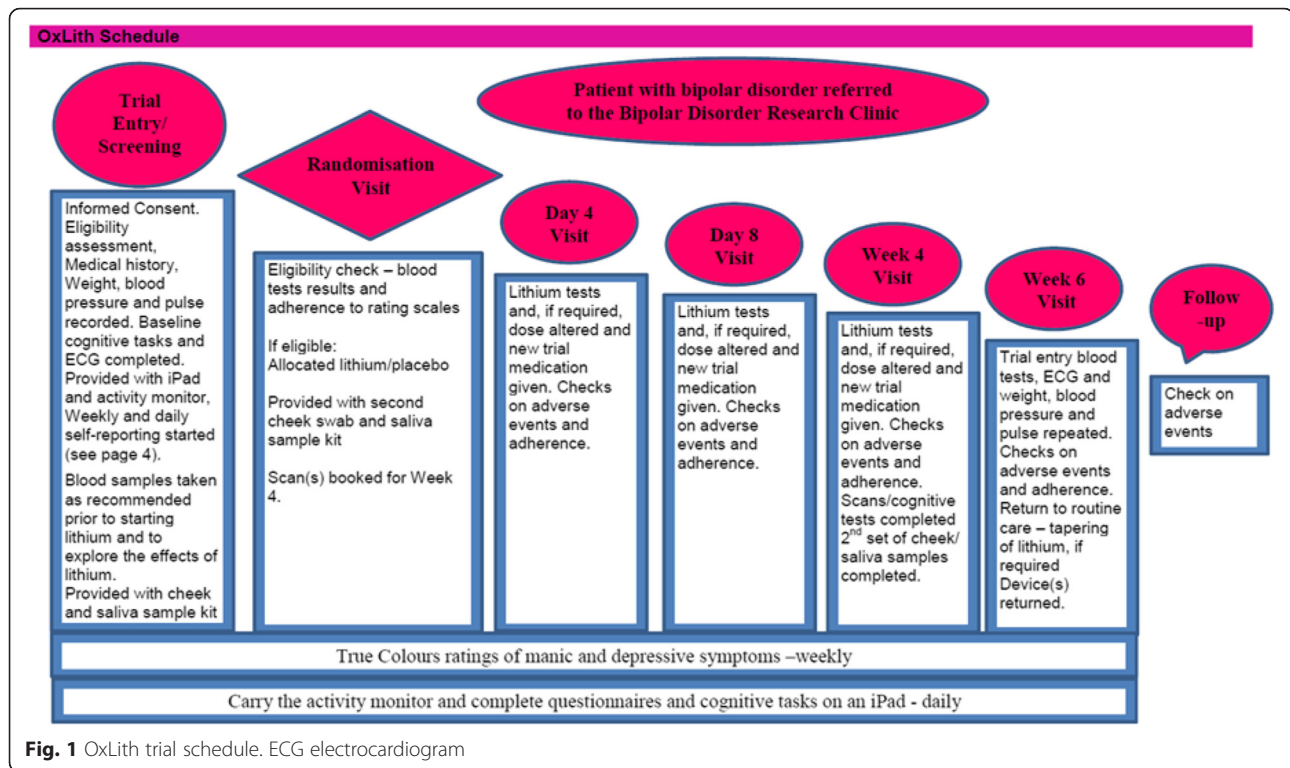 OxLith Schedule
Trial
Entry/
Screening
Patient with bipolar disorder referred
to the Bipolar Disorder Research Clinic
Randomisation
Visit
Day 4
Visit
Day 8
Visit
Week 4
Visit
Week 6
Visit
Follow
-up
Informed Consent.
Eligibility
assessment,
Medical history,
Weight, blood
pressure and pulse
recorded. Baseline
cognitive tasks and
ECG completed.
Provided with iPad
and activity monitor,
Weekly and daily
self-reporting started
(see page 4).
Blood samples taken
as recommended
prior to starting
lithium and to
explore the effects of
lithium.
Provided with cheek
and saliva sample kit
Eligibility check – blood
tests results and
adherence to rating scales
If eligible:
Allocated lithium/placebo
Provided with second
cheek swab and saliva
sample kit
Scan(s) booked for Week
4.
Lithium tests
and, if required,
dose altered and
new trial
medication
given. Checks
on adverse
events and
adherence.
Lithium tests
and, if required,
dose altered and
new trial
medication
given. Checks
on adverse
events and
adherence.
Lithium tests
and, if required,
dose altered and
new trial
medication
given. Checks
on adverse
events and
adherence.
Scans/cognitive
tests completed
2nd set of cheek/
saliva samples
completed.
Trial entry blood
tests, ECG and
weight, blood
pressure and
pulse repeated.
Checks on
adverse events
and adherence.
Return to routine
care – tapering
of lithium, if
required
Device(s)
returned.
Check on
adverse
events
True Colours ratings of manic and depressive symptoms –weekly
Carry the activity monitor and complete questionnaires and cognitive tasks on an iPad - daily
Fig. 1 OxLith trial schedule. ECG electrocardiogram